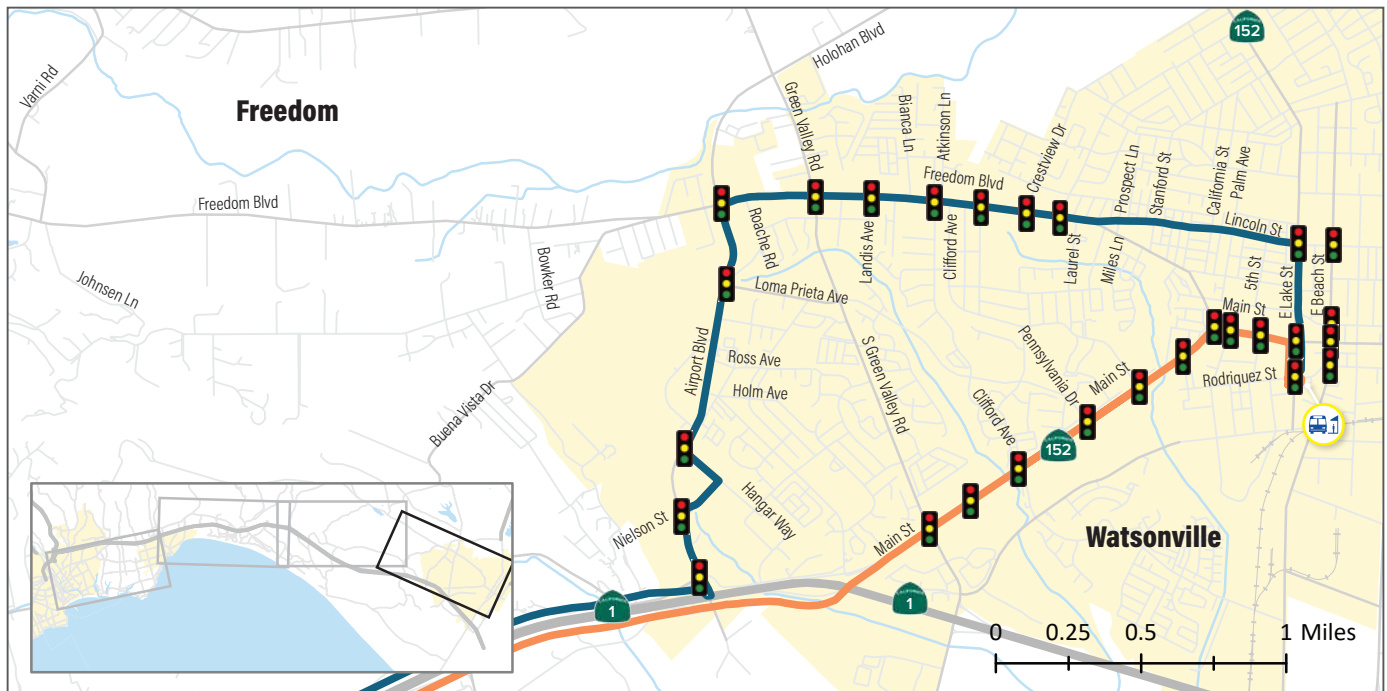 152
CALIFORNIA
Varni Rd
Freedom
Holohan Blvd
Green Valley Rd
Bianca Ln
Atkinson Ln
Crestview Dr
Prospect Ln
Stanford St
California St
Palm Ave
Freedom Blvd
Freedom Blvd
Lincoln St
Roache Rd
Landis Ave
Clifford Ave
Laurel St
Miles Ln
5th St
E Lake St
E Beach St
Bowker Rd
Johnsen Ln
Loma Prieta Ave
Main St
Airport Blvd
Ross Ave
Holm Ave
S Green Valley Rd
Pennsylvania Dr
Main St
Rodriquez St
Buena Vista Dr
Clifford Ave
CALIFORNIA
152
Hangar Way
Nielson St
Main St
Watsonville
CALIFORNIA
1
CALIFORNIA
1
0 0.25 0.5 1 Miles